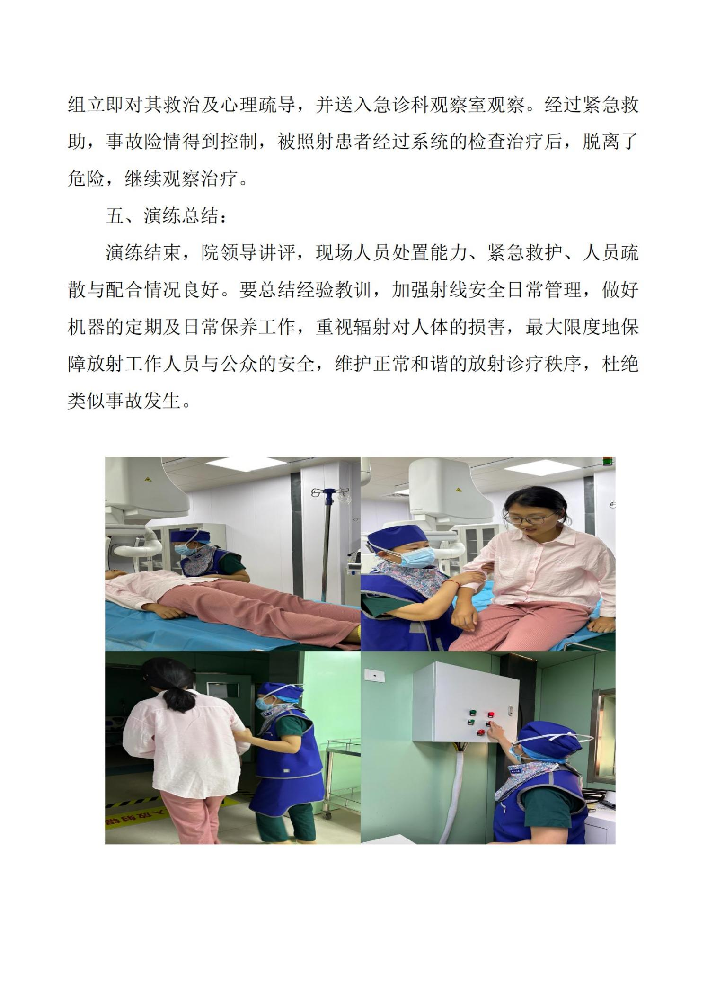 组立即对其救治及心理疏导，并送入急诊科观察室观察。经过紧急救
助，事故险情得到控制，被照射患者经过系统的检查治疗后，脱离了
危险，继续观察治疗。
五、演练总结：
演练结束，院领导讲评，现场人员处置能力、紧急救护、人员疏
散与配合情况良好。要总结经验教训，加强射线安全日常管理，做好
机器的定期及日常保养工作，重视辐射对人体的损害，最大限度地保
障放射工作人员与公众的安全，维护正常和谐的放射诊疗秩序，杜绝
类似事故发生。
入放射辐